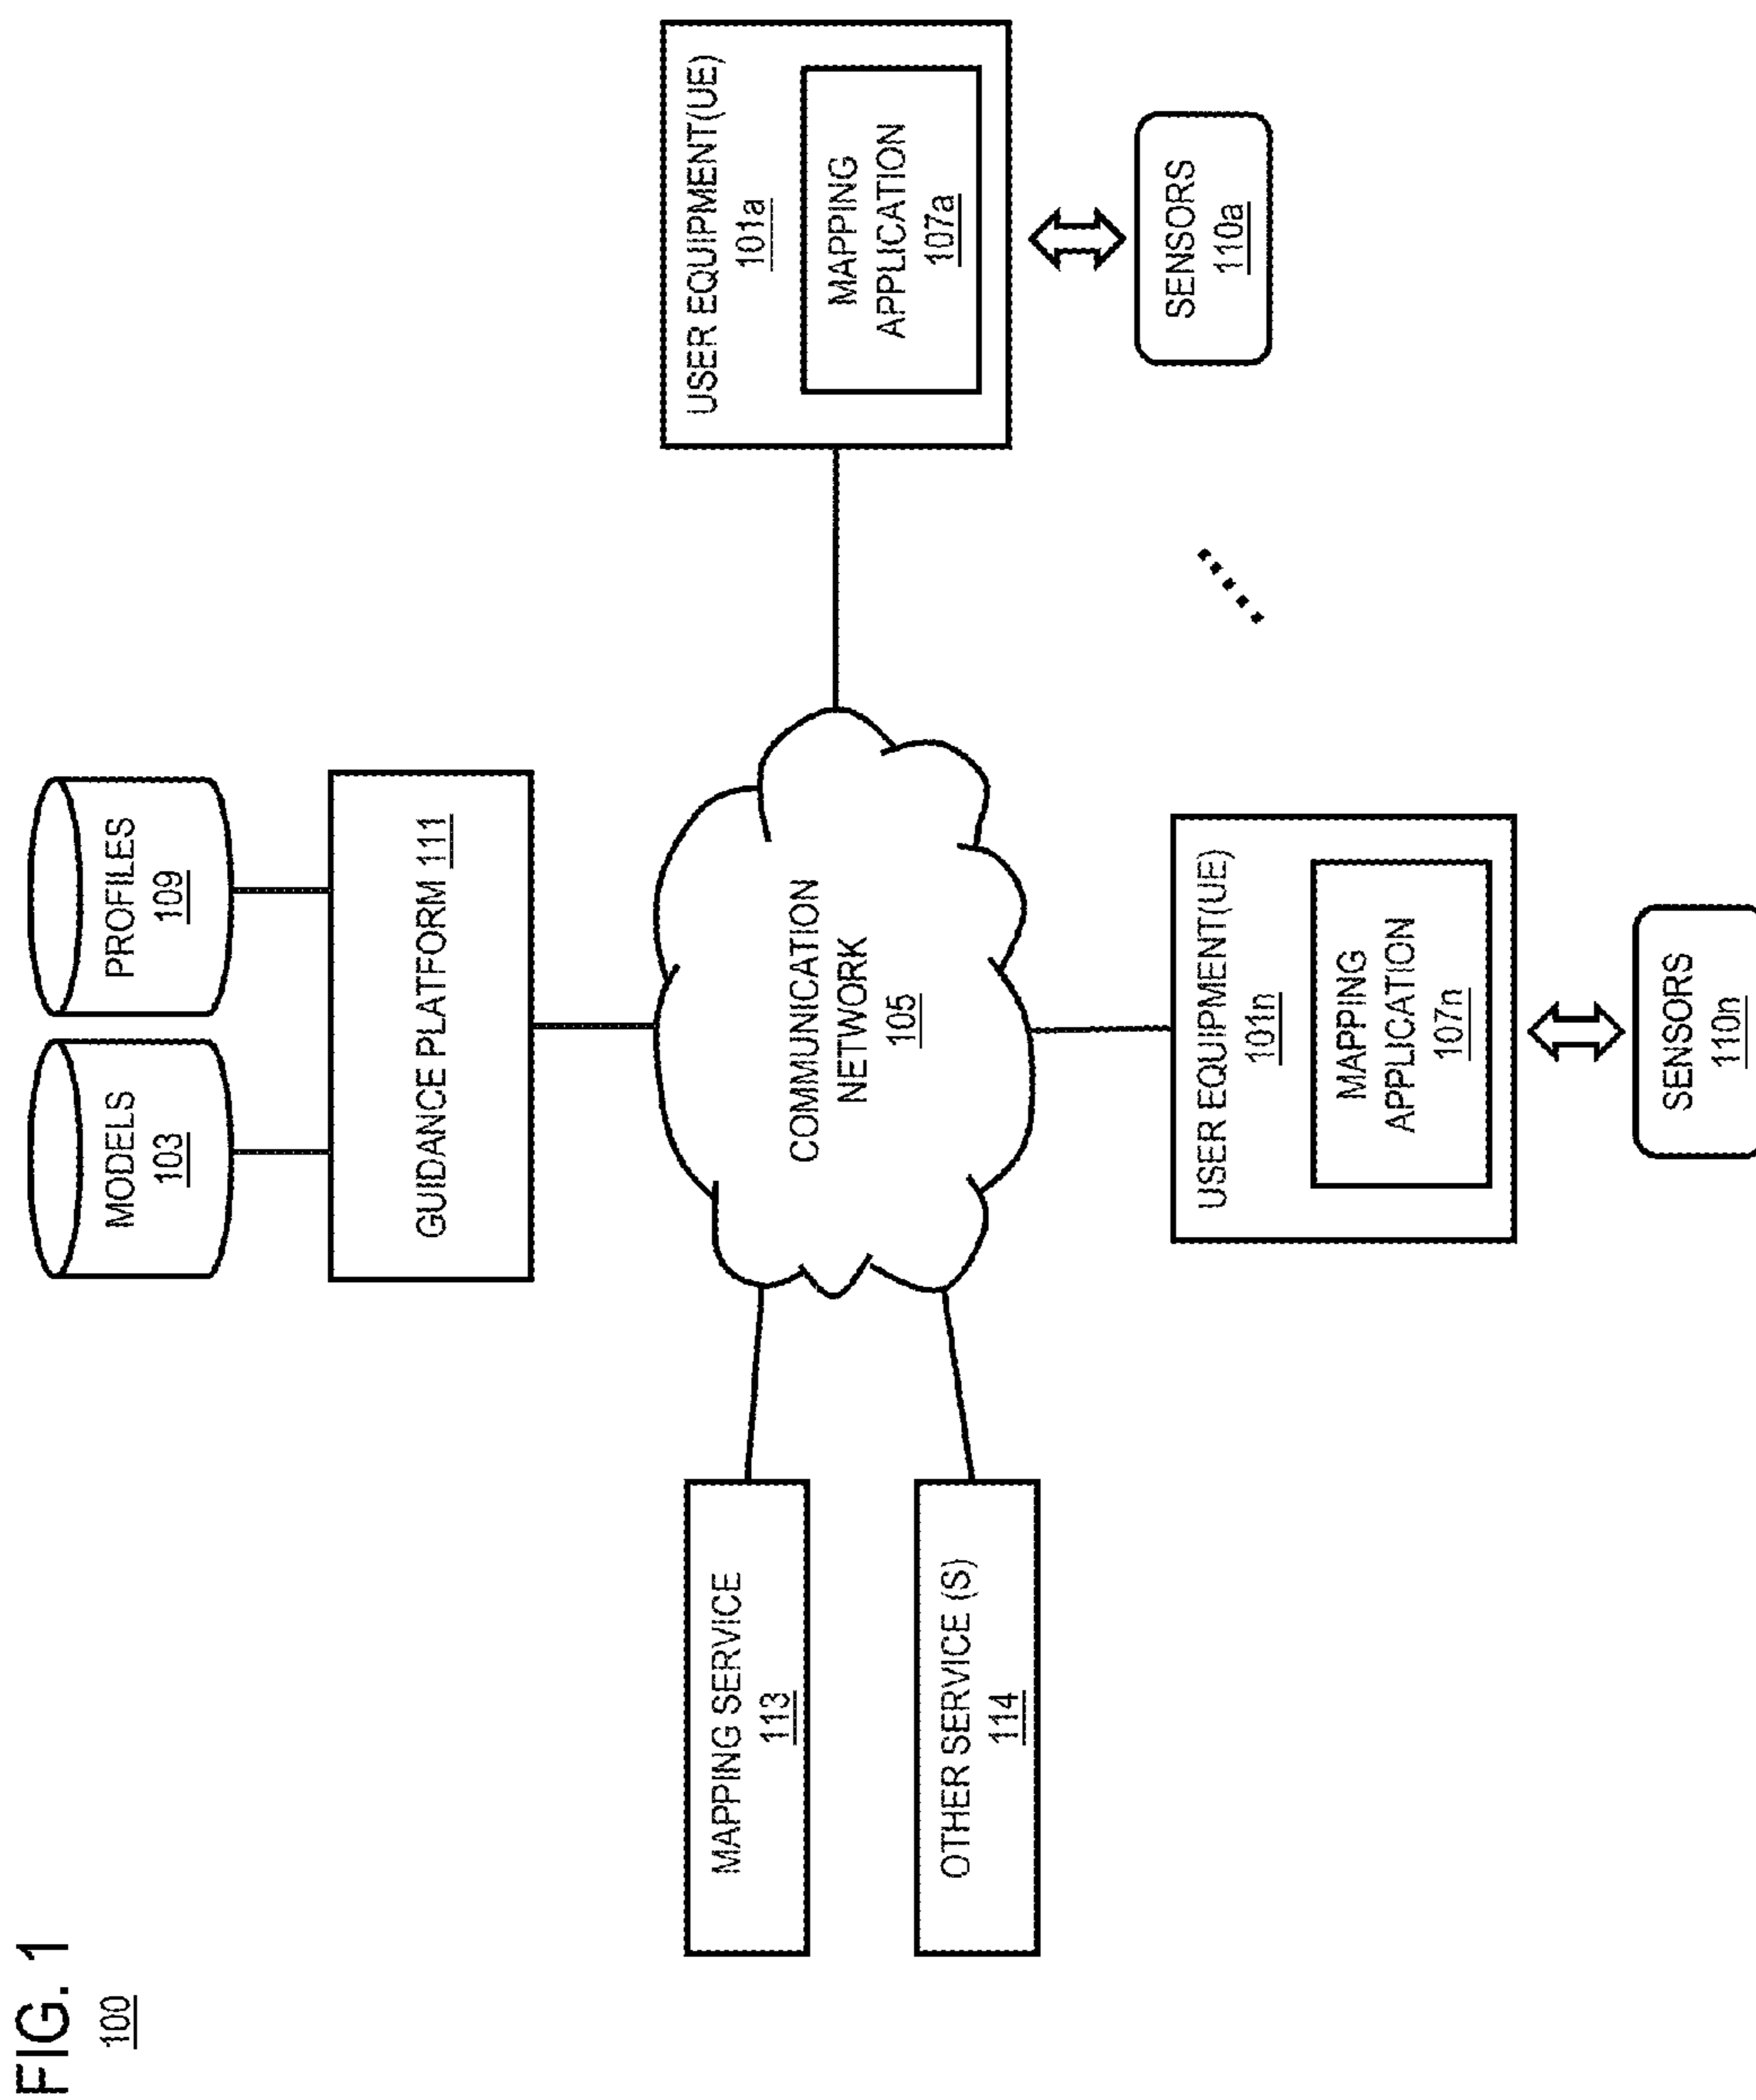 FIG. 1
100
MODELS
103
PROFILES
109
GUIDANCE PLATFORM 111
MAPPING SERVICE
113
OTHER SERVICE (S)
114
COMMUNICATION
NETWORK
105
USER EQUIPMENT(UE)
101a
MAPPING
APPLICATION
107a
SENSORS
110a
USER EQUIPMENT(UE)
101n
MAPPING
APPLICATION
107n
SENSORS
110n